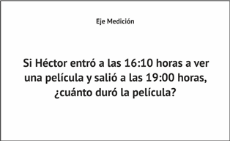 Eje Medición
Si Héctor entró a las 16:10 horas a ver
una película y salió a las 19:00 horas,
¿cuánto duró la película?